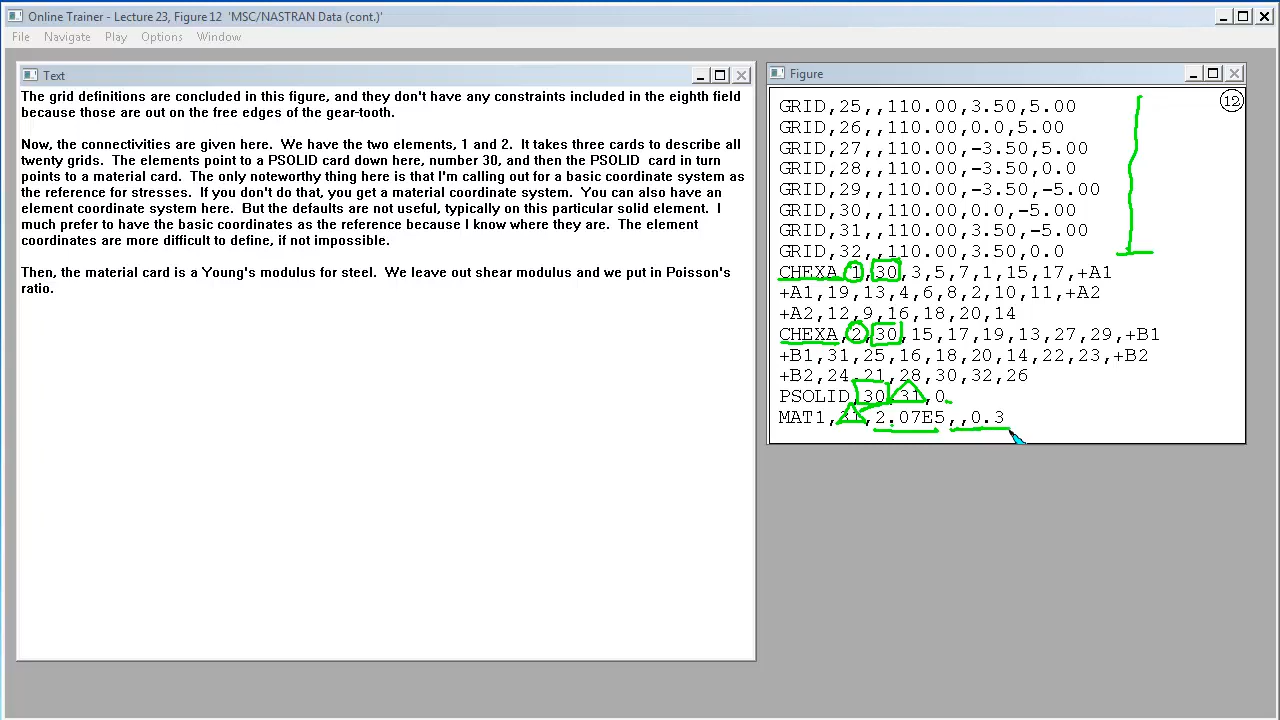 Online Trainer - Lecture 23, Figure 12 'MSC/NASTRAN Data (cont.)'
File Navigate Play Options Window
Text
The grid definitions are concluded in this figure, and they don't have any constraints included in the eighth field
because those are out on the free edges of the gear-tooth.
Now, the connectivities are given here. We have the two elements, 1 and 2. It takes three cards to describe all
twenty grids. The elements point to a PSOLID card down here, number 30, and then the PSOLID card in turn
points to a material card. The only noteworthy thing here is that I'm calling out for a basic coordinate system as
the reference for stresses. If you don't do that, you get a material coordinate system. You can also have an
element coordinate system here. But the defaults are not useful, typically on this particular solid element. I
much prefer to have the basic coordinates as the reference because I know where they are. The element
coordinates are more difficult to define, if not impossible.
Then, the material card is a Young's modulus for steel. We leave out shear modulus and we put in Poisson's
ratio.
Figure
12
GRID,25,,110.00,3.50,5.00
GRID,26,,110.00,0.0,5.00
GRID,27,,110.00,-3.50,5.00
GRID,28,,110.00,-3.50,0.0
GRID,29,,110.00,-3.50,-5.00
GRID,30,,110.00,0.0,-5.00
GRID,31,,110.00,3.50,-5.00
GRID,32,,110.00,3.50,0.0
CHEXA,1,30,3,5,7,1,15,17,+A1
+A1,19,13,4,6,8,2,10,11,+A2
+A2,12,9,16,18,20,14
CHEXA,2,30,15,17,19,13,27,29,+B1
+B1,31,25,16,18,20,14,22,23,+B2
+B2,24,21,28,30,32,26
PSOLID,30,31,0
MAT1,31,2.07E5,,0.3